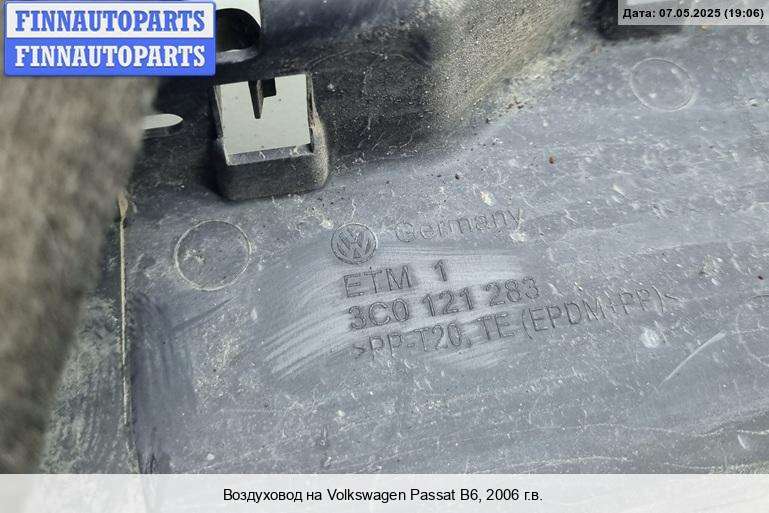 FINNAUTOPARTS
FINNAUTOPARTS
Дата: 07.05.2025 (19:06)
Germany
ETM 1
3C0 121 283
>PP-T20, TE (EPDM+PP)<
Воздуховод на Volkswagen Passat B6, 2006 г.в.